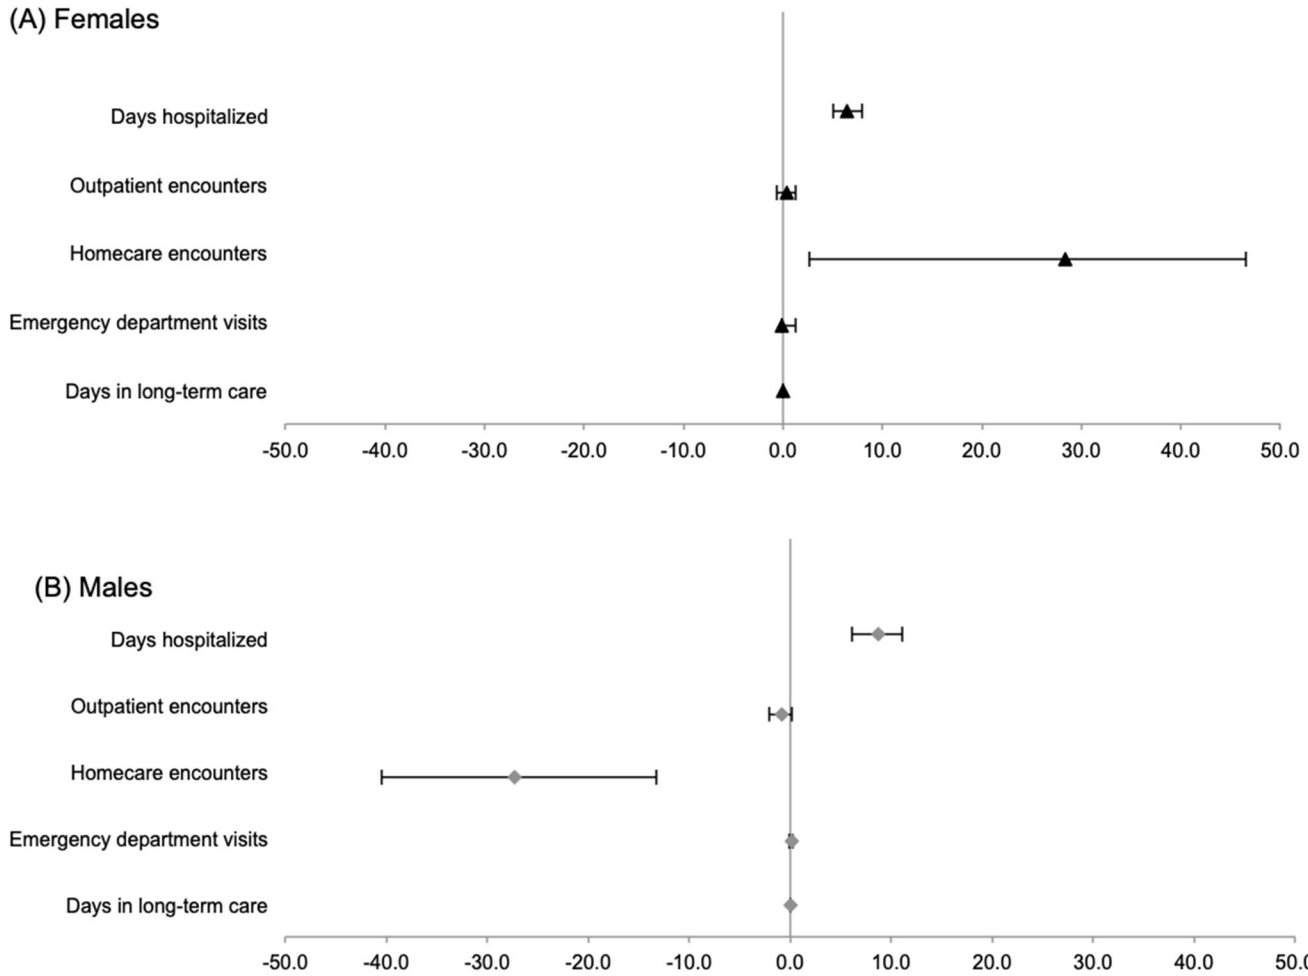 (A) Females
Days hospitalized
Outpatient encounters
Homecare encounters
Emergency department visits
Days in long-term care
-50.0 -40.0 -30.0 -20.0 -10.0 0.0 10.0 20.0 30.0 40.0 50.0
(B) Males
Days hospitalized
Outpatient encounters
Homecare encounters
Emergency department visits
Days in long-term care
-50.0 -40.0 -30.0 -20.0 -10.0 0.0 10.0 20.0 30.0 40.0 50.0